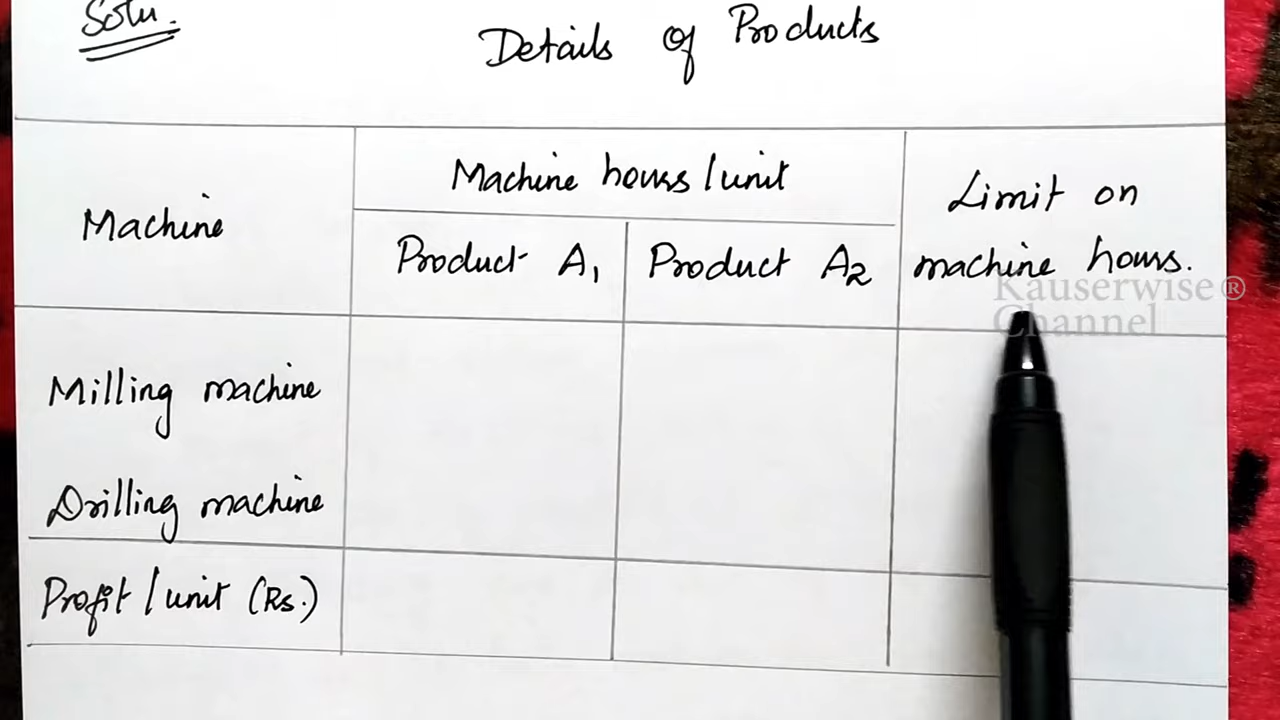 Soln.
Details of Products
Machine
Machine hours / unit
Limit on
machine hours.
Product A1
Product A2
Kauserwise®
Channel
Milling machine
Drilling machine
Profit / unit (Rs.)